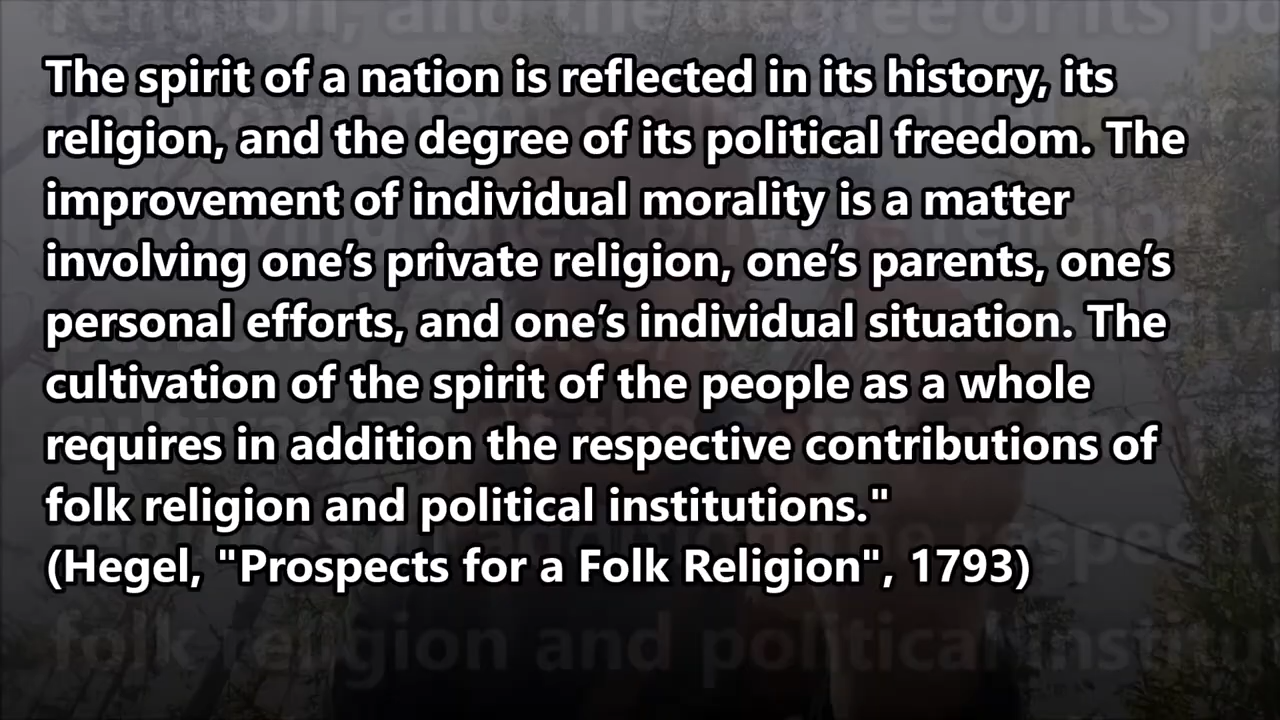 The spirit of a nation is reflected in its history, its
religion, and the degree of its political freedom. The
improvement of individual morality is a matter
involving one’s private religion, one’s parents, one’s
personal efforts, and one’s individual situation. The
cultivation of the spirit of the people as a whole
requires in addition the respective contributions of
folk religion and political institutions."
(Hegel, "Prospects for a Folk Religion", 1793)